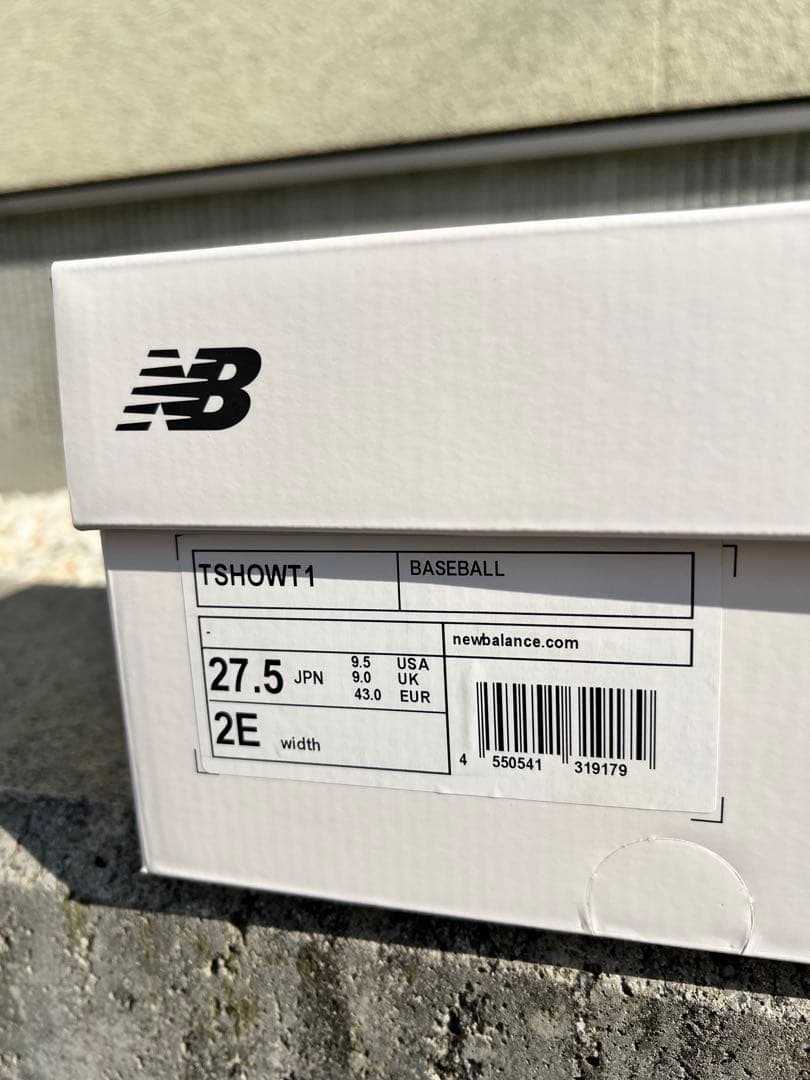 NB
TSHOWT1
BASEBALL
-
newbalance.com
27.5 JPN
9.5 USA
9.0 UK
43.0 EUR
2E width
4 550541 319179